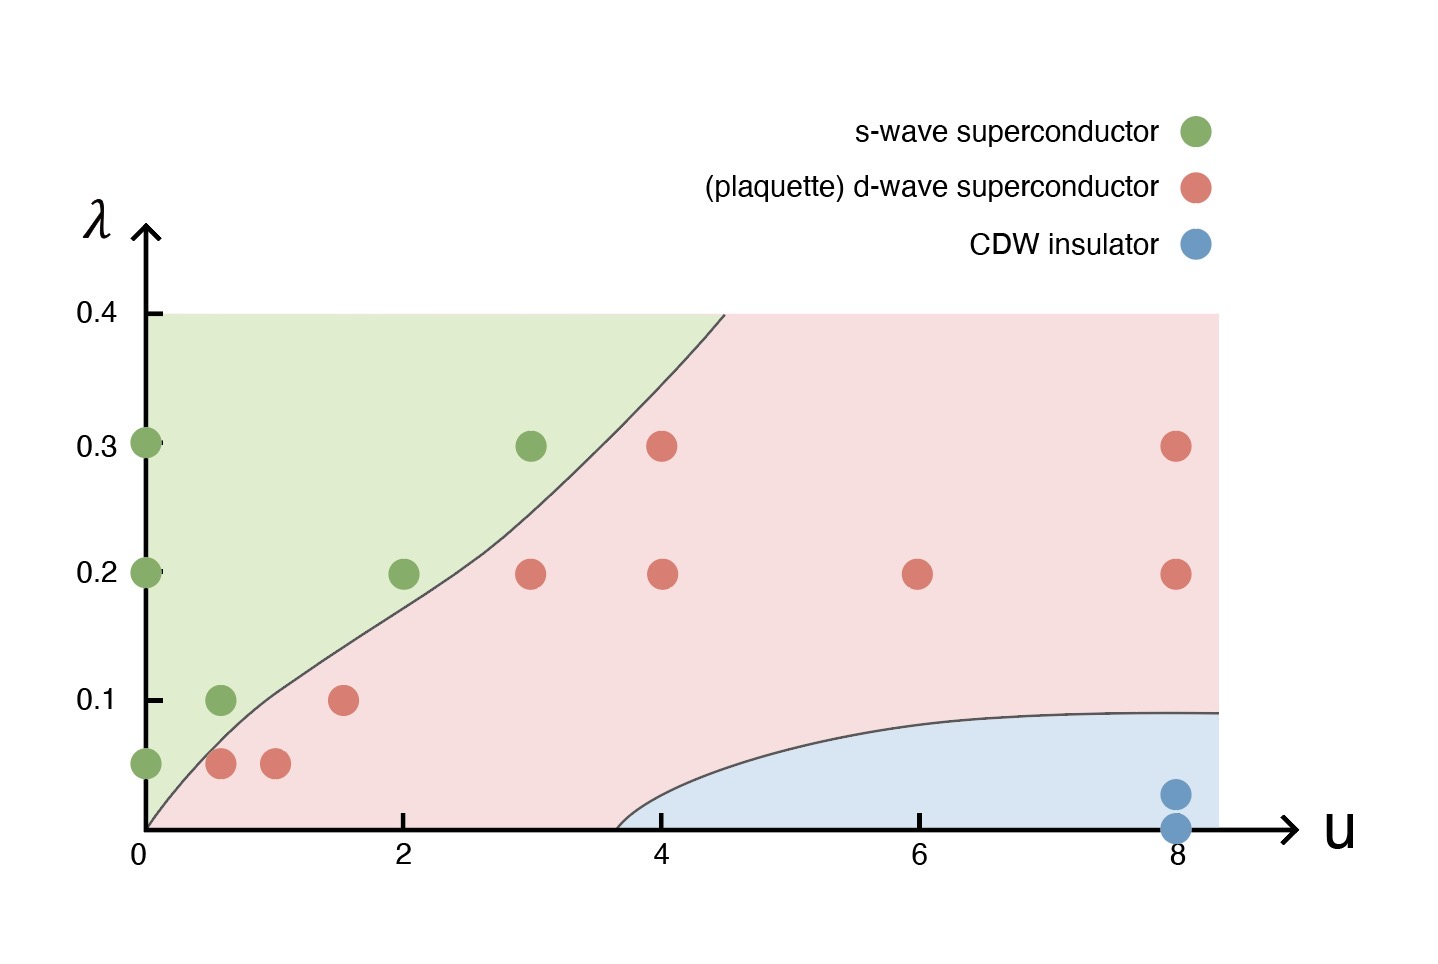 s-wave superconductor
(plaquette) d-wave superconductor
CDW insulator
λ
0.4
0.3
0.2
0.1
0 2 4 6 8
u